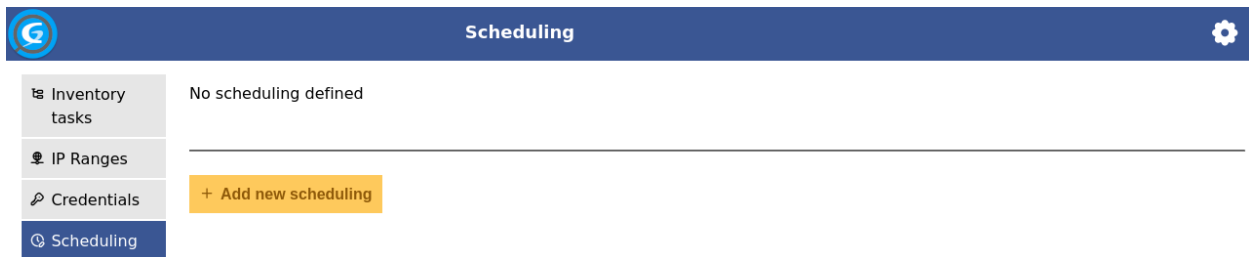 Scheduling
Inventory
tasks
IP Ranges
Credentials
Scheduling
No scheduling defined
+ Add new scheduling